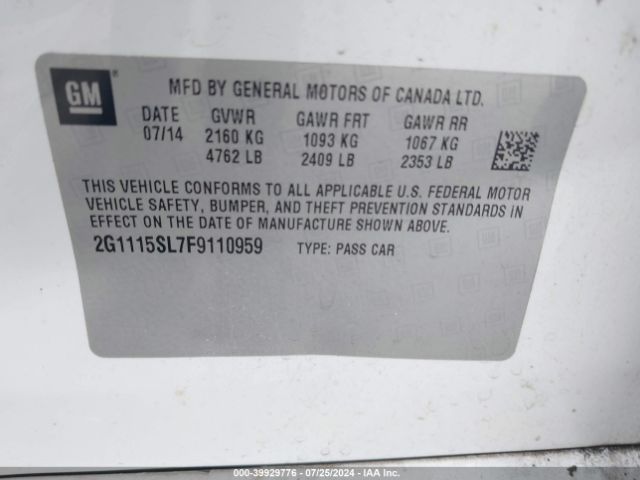 GM ®
MFD BY GENERAL MOTORS OF CANADA LTD.
DATE GVWR GAWR FRT GAWR RR
07/14 2160 KG 1093 KG 1067 KG
4762 LB 2409 LB 2353 LB
THIS VEHICLE CONFORMS TO ALL APPLICABLE U.S. FEDERAL MOTOR
VEHICLE SAFETY, BUMPER, AND THEFT PREVENTION STANDARDS IN
EFFECT ON THE DATE OF MANUFACTURE SHOWN ABOVE.
2G1115SL7F9110959 TYPE: PASS CAR
000-39929776 - 07/25/2024 - IAA, Inc.